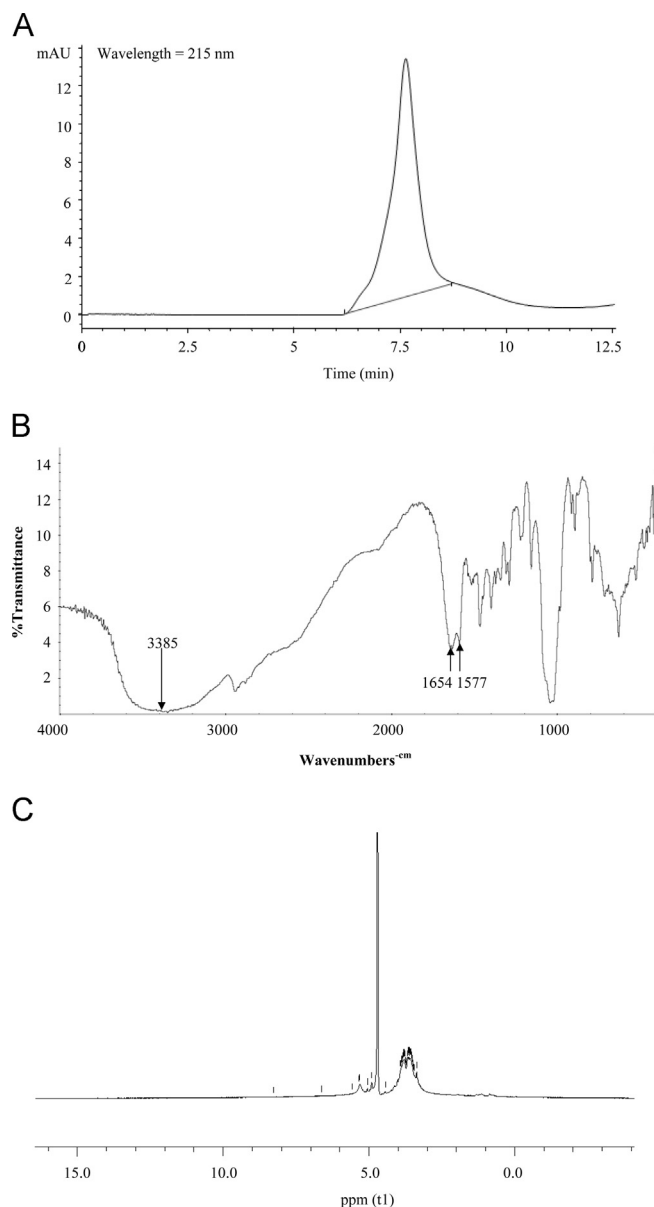 A
mAU Wavelength = 215 nm
12
10
8
6
4
2
0
0 2.5 5 7.5 10 12.5
Time (min)
B
14
12
10
8
6
4
2
%Transmittance
3385
1654 1577
4000 3000 2000 1000
Wavenumbers-cm
C
15.0 10.0 5.0 0.0
ppm (t1)